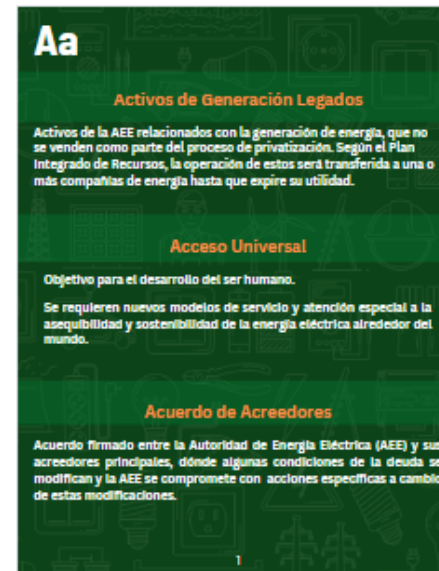 Aa
Activos de Generación Legados
Activos de la AEE relacionados con la generación de energía, que no
se venden como parte del proceso de privatización. Según el Plan
Integrado de Recursos, la operación de estos será transferida a una o
más compañías de energía hasta que expire su utilidad.
Acceso Universal
Objetivo para el desarrollo del ser humano.
Se requieren nuevos modelos de servicio y atención especial a la
asequibilidad y sostenibilidad de la energía eléctrica alrededor del
mundo.
Acuerdo de Acreedores
Acuerdo firmado entre la Autoridad de Energía Eléctrica (AEE) y sus
acreedores principales, dónde algunas condiciones de la deuda se
modifican y la AEE se compromete con acciones específicas a cambio
de estas modificaciones.
1